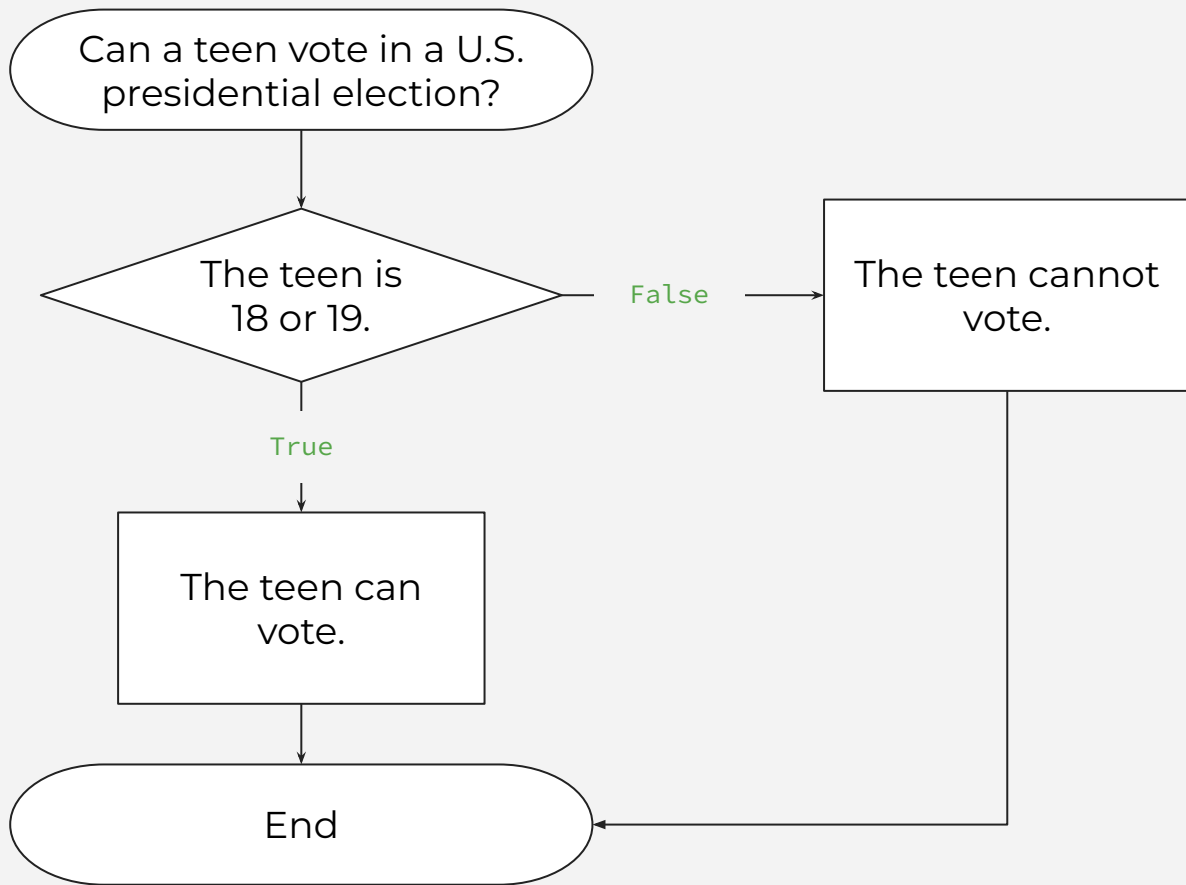 Can a teen vote in a U.S.
presidential election?
The teen is
18 or 19.
False
The teen cannot
vote.
True
The teen can
vote.
End